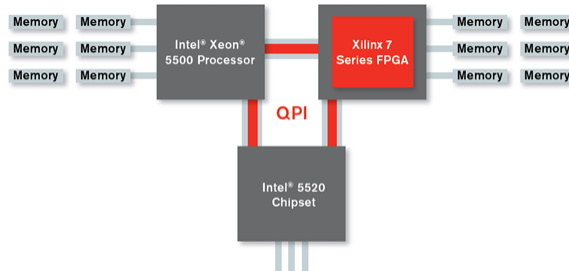 Memory Memory Intel® Xeon® Xilinx 7 Memory Memory
Memory Memory 5500 Processor Series FPGA Memory Memory
Memory Memory Memory Memory
QPI
Intel® 5520
Chipset